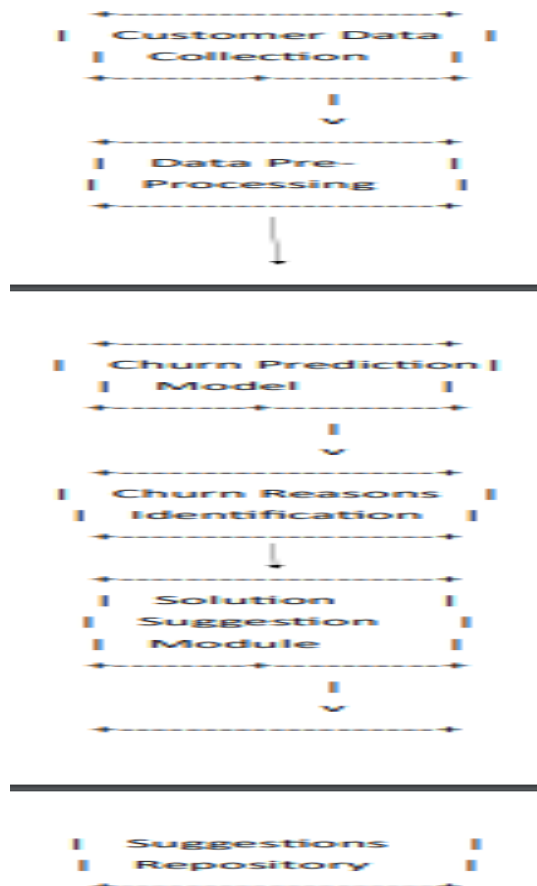 Customer Data
Collection
Data Pre-
Processing
Churn Prediction
Model
Churn Reasons
Identification
Solution
Suggestion
Module
Suggestions
Repository